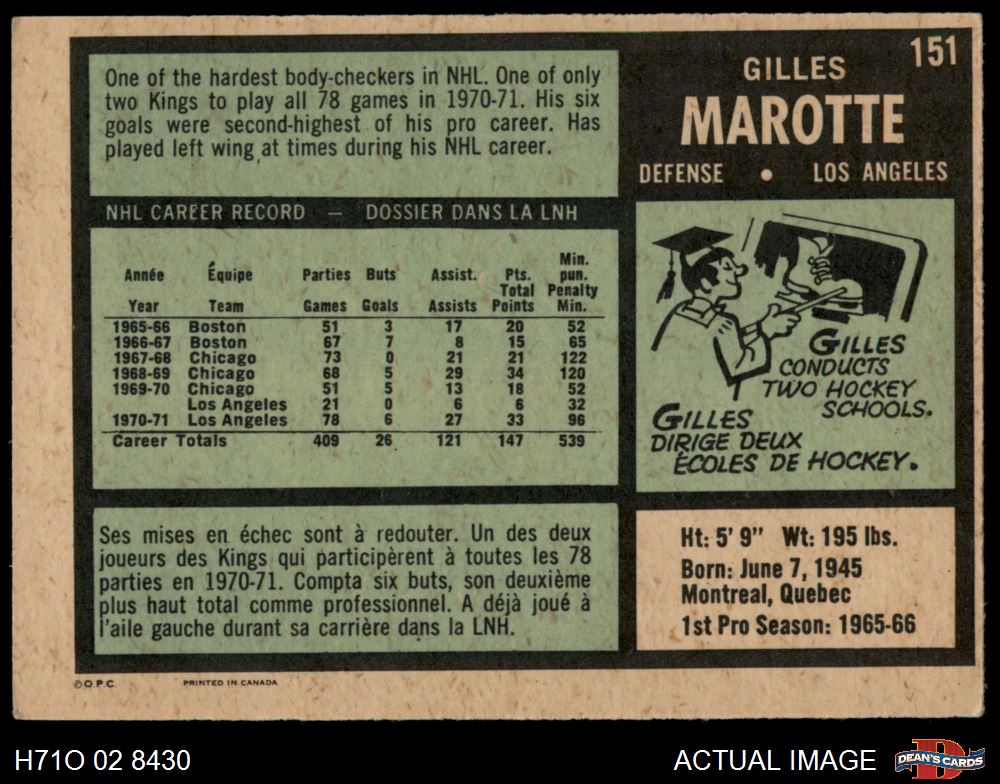 151
GILLES
MAROTTE
DEFENSE • LOS ANGELES
One of the hardest body-checkers in NHL. One of only
two Kings to play all 78 games in 1970-71. His six
goals were second-highest of his pro career. Has
played left wing at times during his NHL career.
NHL CAREER RECORD — DOSSIER DANS LA LNH
Année Équipe Parties Buts Assist. Pts. Total Min. pun.
Year Team Games Goals Assists Points Penalty Min.
1965-66 Boston 51 3 17 20 52
1966-67 Boston 67 7 8 15 65
1967-68 Chicago 73 0 21 21 122
1968-69 Chicago 68 5 29 34 120
1969-70 Chicago 51 5 13 18 52
Los Angeles 21 0 6 6 32
1970-71 Los Angeles 78 6 27 33 96
Career Totals 409 26 121 147 539
GILLES
CONDUCTS
TWO HOCKEY
SCHOOLS.
GILLES
DIRIGE DEUX
ÉCOLES DE HOCKEY.
Ses mises en échec sont à redouter. Un des deux
joueurs des Kings qui participèrent à toutes les 78
parties en 1970-71. Compta six buts, son deuxième
plus haut total comme professionnel. A déjà joué à
l'aile gauche durant sa carrière dans la LNH.
Ht: 5' 9" Wt: 195 lbs.
Born: June 7, 1945
Montreal, Quebec
1st Pro Season: 1965-66
© O.P.C. PRINTED IN CANADA
H71O 02 8430
ACTUAL IMAGE
D
DEAN'S CARDS